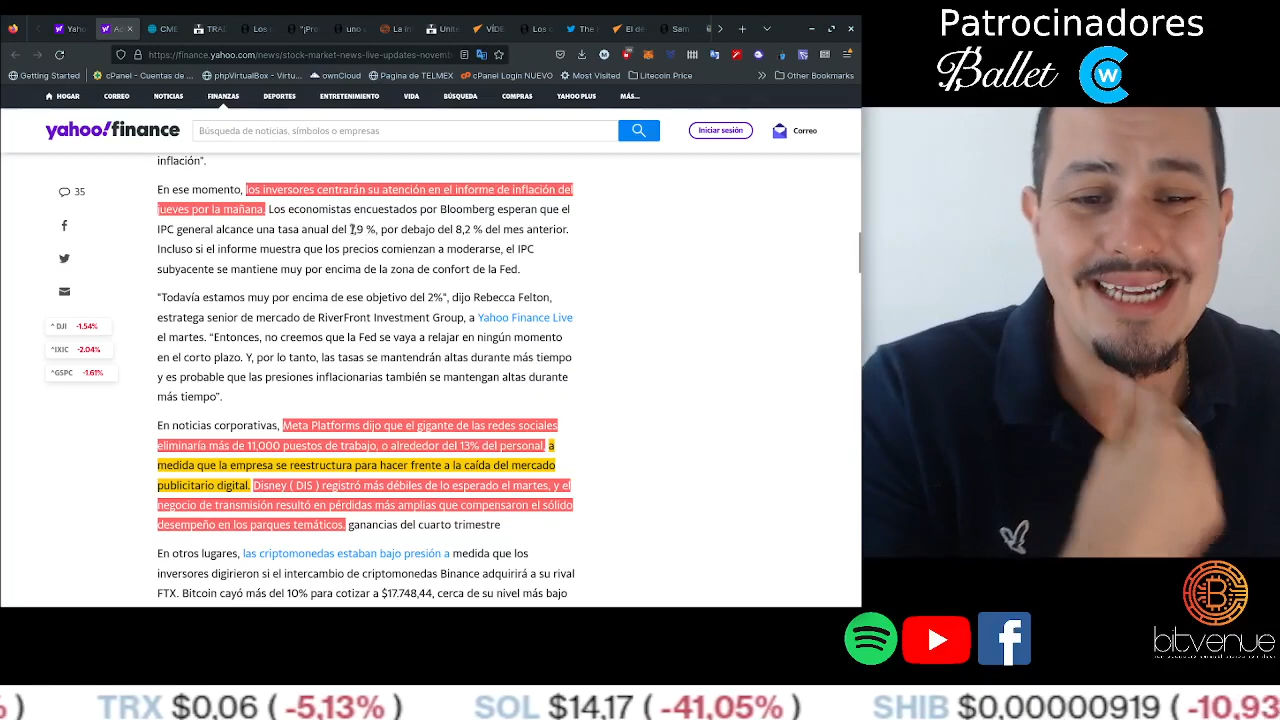 Patrocinadores
Ballet
CW
Yaho
CME
TRA
Los
uno
La in
Unite
VÍDE
Los c
The
El de
Sam
https://finance.yahoo.com/news/stock-market-news-live-updates-novemb
Getting Started
cPanel - Cuentas de ...
phpVirtualBox - Virtu...
ownCloud
Pagina de TELMEX
cPanel Login NUEVO
Most Visited
Litecoin Price
Other Bookmarks
HOGAR
CORREO
NOTICIAS
FINANZAS
DEPORTES
ENTRETENIMIENTO
VIDA
BÚSQUEDA
COMPRAS
YAHOO PLUS
MÁS...
yahoo!finance
Búsqueda de noticias, símbolos o empresas
Iniciar sesión
Correo
35
^DJI -1.54%
^IXIC -2.04%
^GSPC -1.61%
inflación".
En ese momento, los inversores centrarán su atención en el informe de inflación del
jueves por la mañana. Los economistas encuestados por Bloomberg esperan que el
IPC general alcance una tasa anual del 7,9 %, por debajo del 8,2 % del mes anterior.
Incluso si el informe muestra que los precios comienzan a moderarse, el IPC
subyacente se mantiene muy por encima de la zona de confort de la Fed.
"Todavía estamos muy por encima de ese objetivo del 2%", dijo Rebecca Felton,
estratega senior de mercado de RiverFront Investment Group, a Yahoo Finance Live
el martes. “Entonces, no creemos que la Fed se vaya a relajar en ningún momento
en el corto plazo. Y, por lo tanto, las tasas se mantendrán altas durante más tiempo
y es probable que las presiones inflacionarias también se mantengan altas durante
más tiempo”.
En noticias corporativas, Meta Platforms dijo que el gigante de las redes sociales
eliminaría más de 11,000 puestos de trabajo, o alrededor del 13% del personal, a
medida que la empresa se reestructura para hacer frente a la caída del mercado
publicitario digital. Disney ( DIS ) registró más débiles de lo esperado el martes, y el
negocio de transmisión resultó en pérdidas más amplias que compensaron el sólido
desempeño en los parques temáticos. ganancias del cuarto trimestre
En otros lugares, las criptomonedas estaban bajo presión a medida que los
inversores digirieron si el intercambio de criptomonedas Binance adquirirá a su rival
FTX. Bitcoin cayó más del 10% para cotizar a $17.748,44, cerca de su nivel más bajo
bitvenue
) TRX $0,06 ( -5,13% ) SOL $14,17 ( -41,05% ) SHIB $0,00000919 ( -10,93